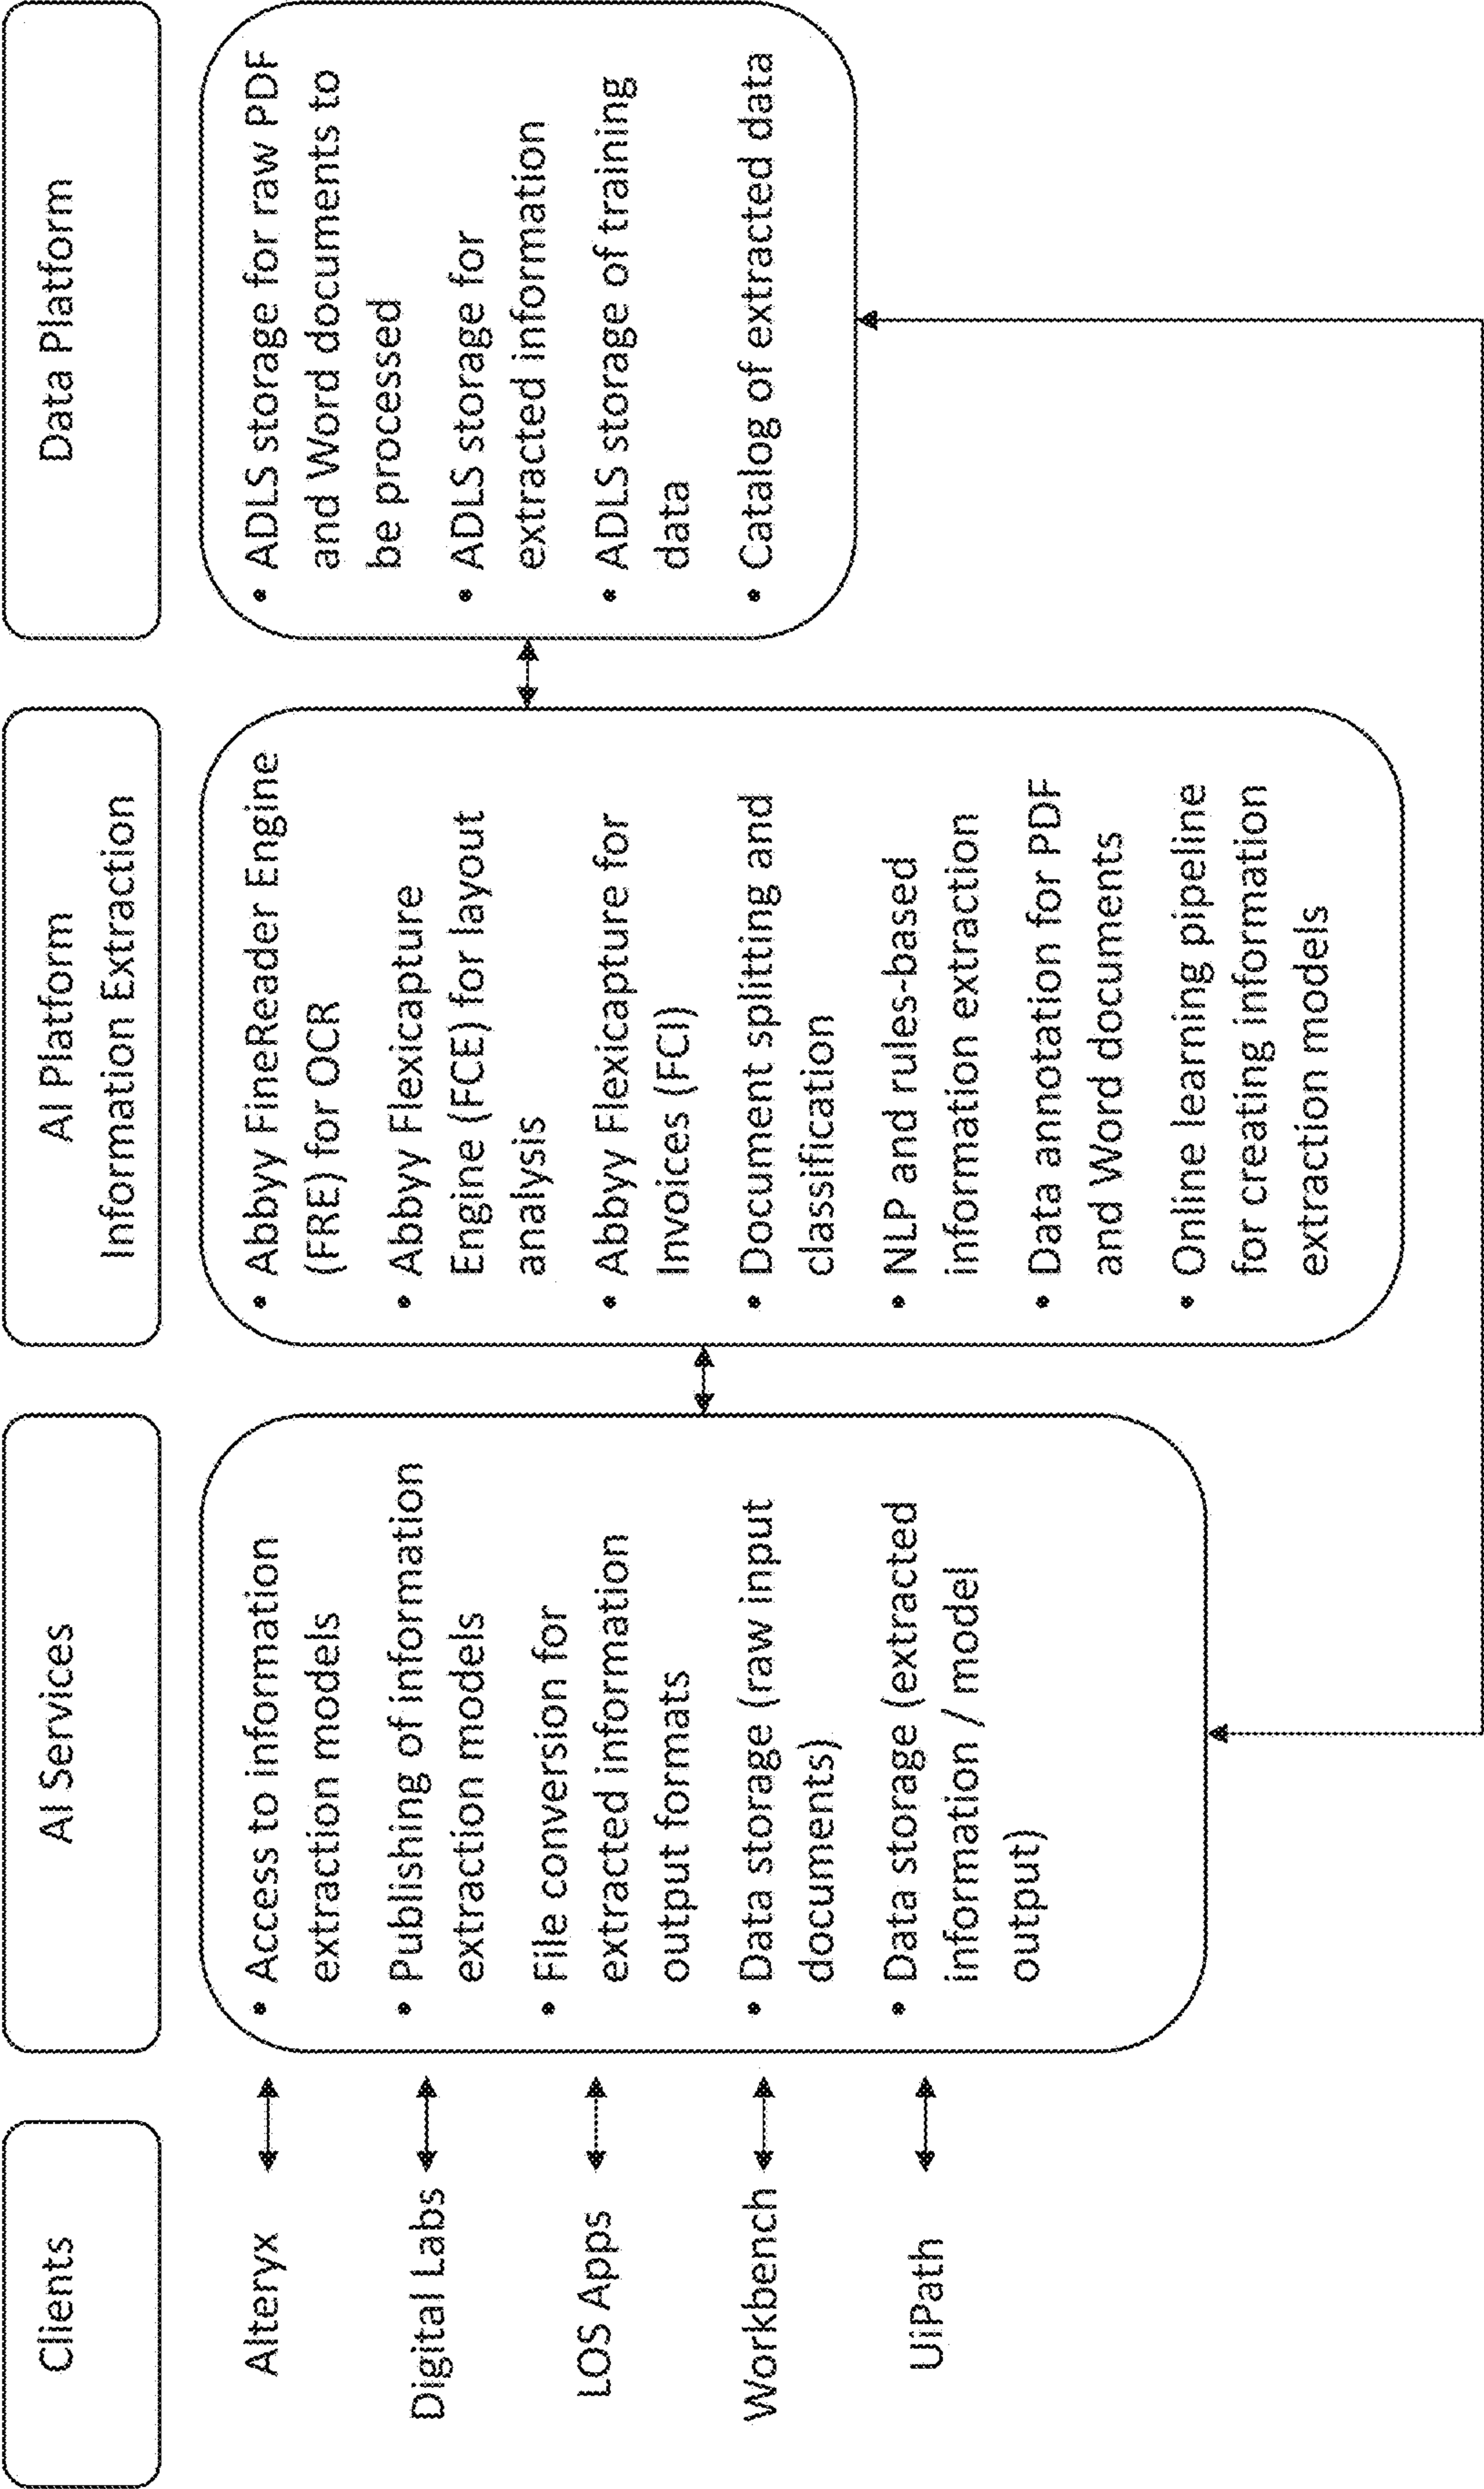 Clients
Alteryx
Digital Labs
LOS Apps
Workbench
UiPath
AI Services
• Access to information
extraction models
• Publishing of information
extraction models
• File conversion for
extracted information
output formats
• Data storage (raw input
documents)
• Data storage (extracted
information / model
output)
AI Platform
Information Extraction
• Abbyy FineReader Engine
(FRE) for OCR
• Abbyy Flexicapture
Engine (FCE) for layout
analysis
• Abbyy Flexicapture for
Invoices (FCI)
• Document splitting and
classification
• NLP and rules-based
information extraction
• Data annotation for PDF
and Word documents
• Online learning pipeline
for creating information
extraction models
Data Platform
• ADLS storage for raw PDF
and Word documents to
be processed
• ADLS storage for
extracted information
• ADLS storage of training
data
• Catalog of extracted data